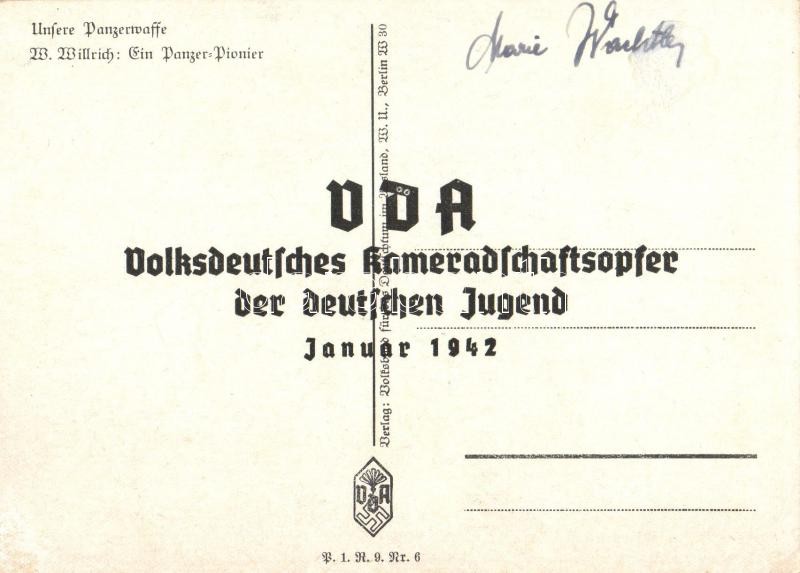 Unsere Panzerwaffe
W. Willrich: Ein Panzer-Pionier
Marie
VDA
Volksdeutsches Kameradschaftsopfer
der deutschen Jugend
Januar 1942
Verlag: Volksbund für das Deutschtum im Ausland, W. U., Berlin W 30
VDA
P. 1. R. 9. Nr. 6